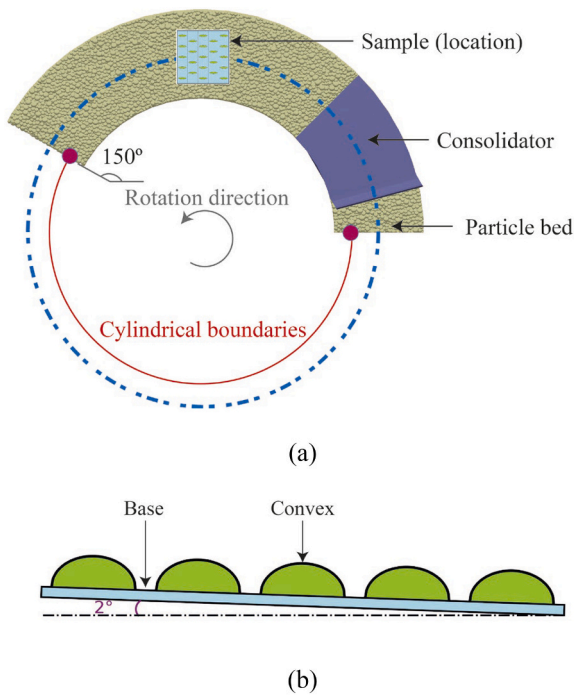 Sample (location)
Consolidator
150º
Rotation direction
Particle bed
Cylindrical boundaries
(a)
Base
Convex
2°
(b)